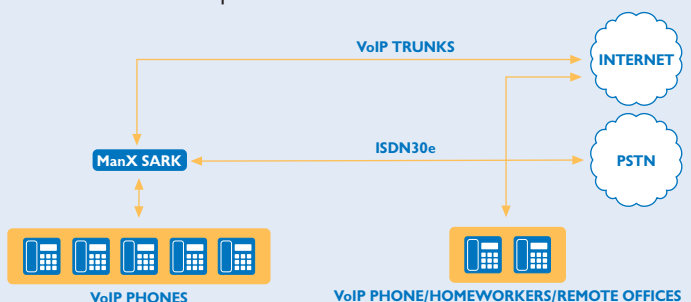 VoIP TRUNKS
INTERNET
ISDN30e
ManX SARK
PSTN
VoIP PHONES
VoIP PHONE/HOMEWORKERS/REMOTE OFFICES